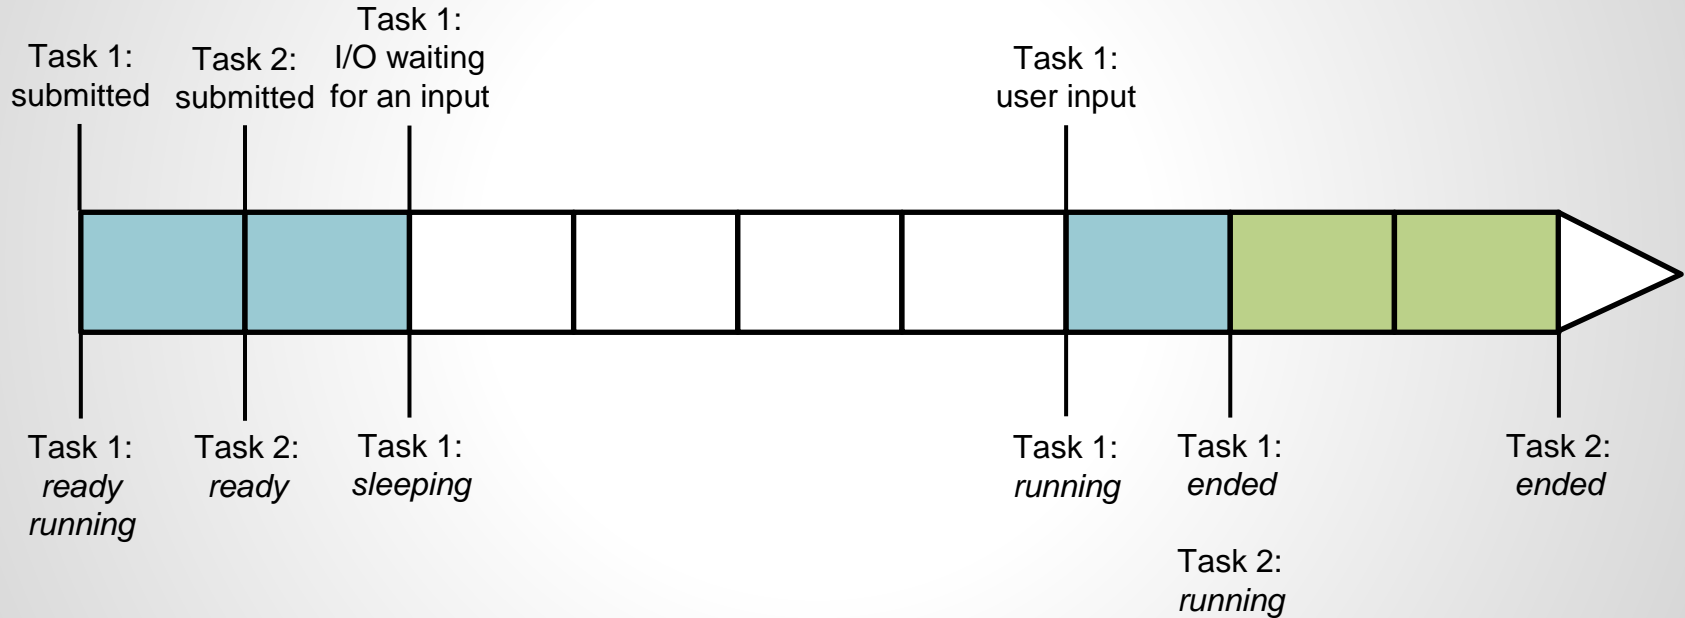 Task 1:
submitted
Task 2:
submitted
Task 1:
I/O waiting
for an input
Task 1:
user input
Task 1:
ready
running
Task 2:
ready
Task 1:
sleeping
Task 1:
running
Task 1:
ended
Task 2:
running
Task 2:
ended